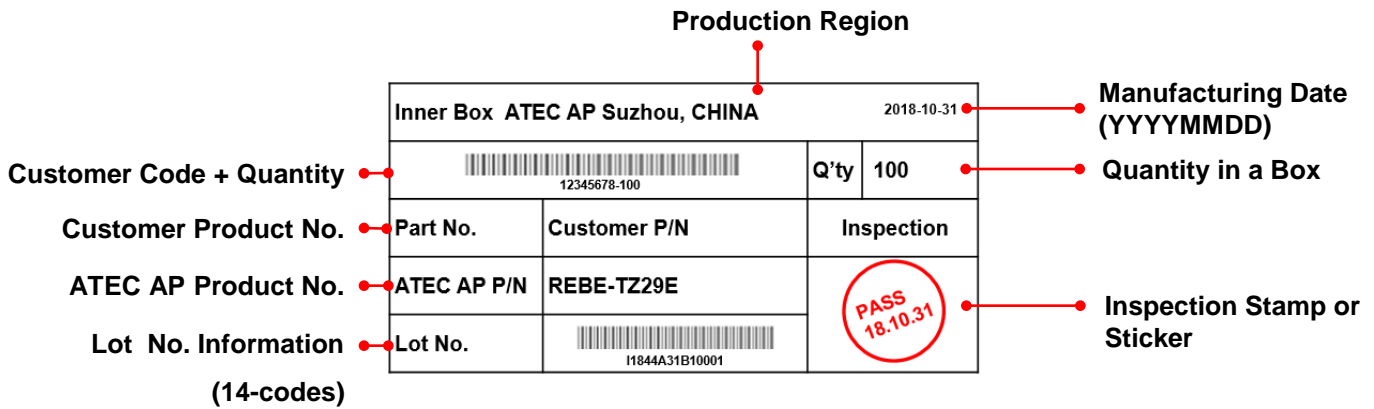 Production Region
Inner Box ATEC AP Suzhou, CHINA
2018-10-31
Manufacturing Date
(YYYYMMDD)
Customer Code + Quantity
12345678-100
Q'ty
100
Quantity in a Box
Customer Product No.
Part No.
Customer P/N
Inspection
ATEC AP Product No.
ATEC AP P/N
REBE-TZ29E
PASS
18.10.31
Inspection Stamp or
Sticker
Lot No. Information
(14-codes)
Lot No.
I1844A31B10001